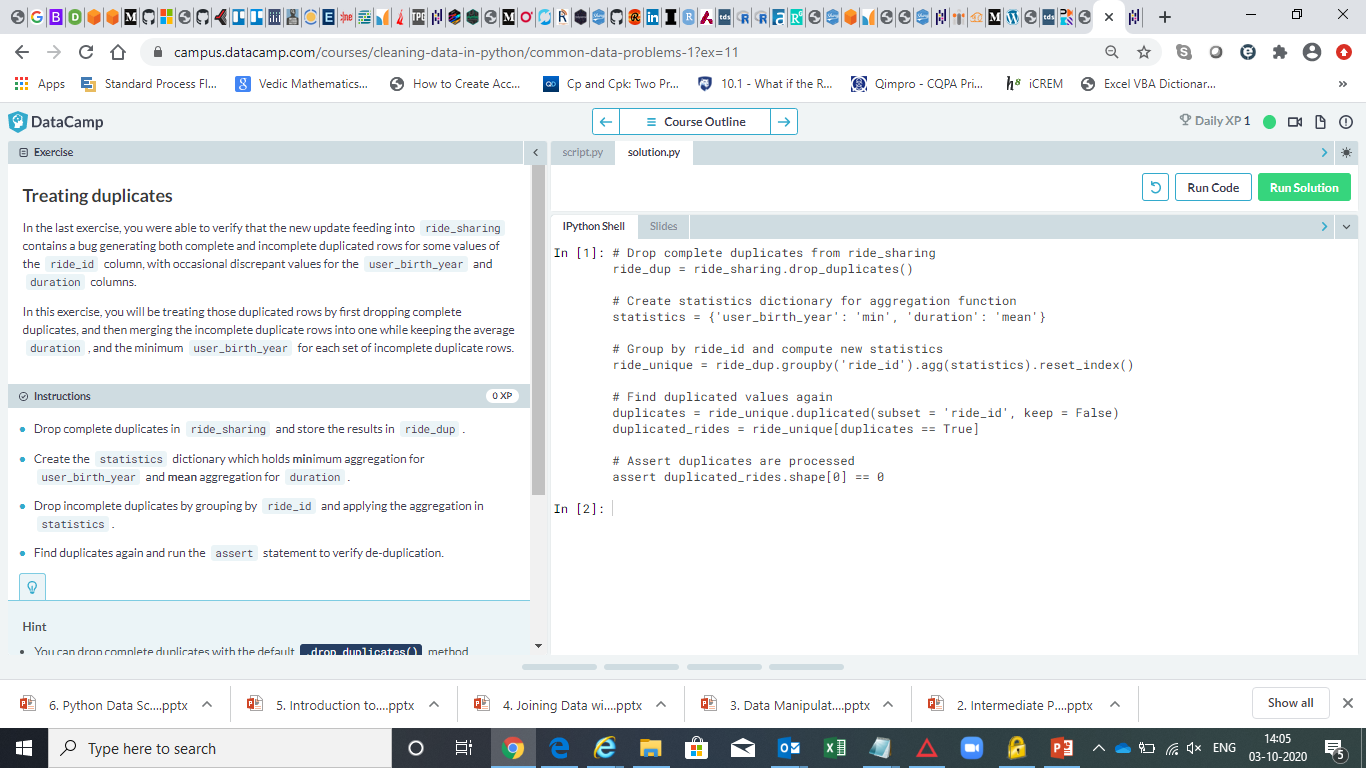 campus.datacamp.com/courses/cleaning-data-in-python/common-data-problems-1?ex=11
Apps
Standard Process Fl...
Vedic Mathematics...
How to Create Acc...
Cp and Cpk: Two Pr...
10.1 - What if the R...
Qimpro - CQPA Pri...
iCREM
Excel VBA Dictionar...
»
DataCamp
Course Outline
Daily XP 1
Exercise
script.py
solution.py
Treating duplicates
Run Code
Run Solution
In the last exercise, you were able to verify that the new update feeding into ride_sharing
contains a bug generating both complete and incomplete duplicated rows for some values of
the ride_id column, with occasional discrepant values for the user_birth_year and
duration columns.
In this exercise, you will be treating those duplicated rows by first dropping complete
duplicates, and then merging the incomplete duplicate rows into one while keeping the average
duration , and the minimum user_birth_year for each set of incomplete duplicate rows.
Instructions
0 XP
• Drop complete duplicates in ride_sharing and store the results in ride_dup .
• Create the statistics dictionary which holds minimum aggregation for
user_birth_year and mean aggregation for duration .
• Drop incomplete duplicates by grouping by ride_id and applying the aggregation in
statistics .
• Find duplicates again and run the assert statement to verify de-duplication.
Hint
• You can drop complete duplicates with the default .drop_duplicates() method
IPython Shell
Slides
In [1]: # Drop complete duplicates from ride_sharing
ride_dup = ride_sharing.drop_duplicates()
# Create statistics dictionary for aggregation function
statistics = {'user_birth_year': 'min', 'duration': 'mean'}
# Group by ride_id and compute new statistics
ride_unique = ride_dup.groupby('ride_id').agg(statistics).reset_index()
# Find duplicated values again
duplicates = ride_unique.duplicated(subset = 'ride_id', keep = False)
duplicated_rides = ride_unique[duplicates == True]
# Assert duplicates are processed
assert duplicated_rides.shape[0] == 0
In [2]:
6. Python Data Sc....pptx
5. Introduction to....pptx
4. Joining Data wi....pptx
3. Data Manipulat....pptx
2. Intermediate P....pptx
Show all
Type here to search
ENG
14:05
03-10-2020
5